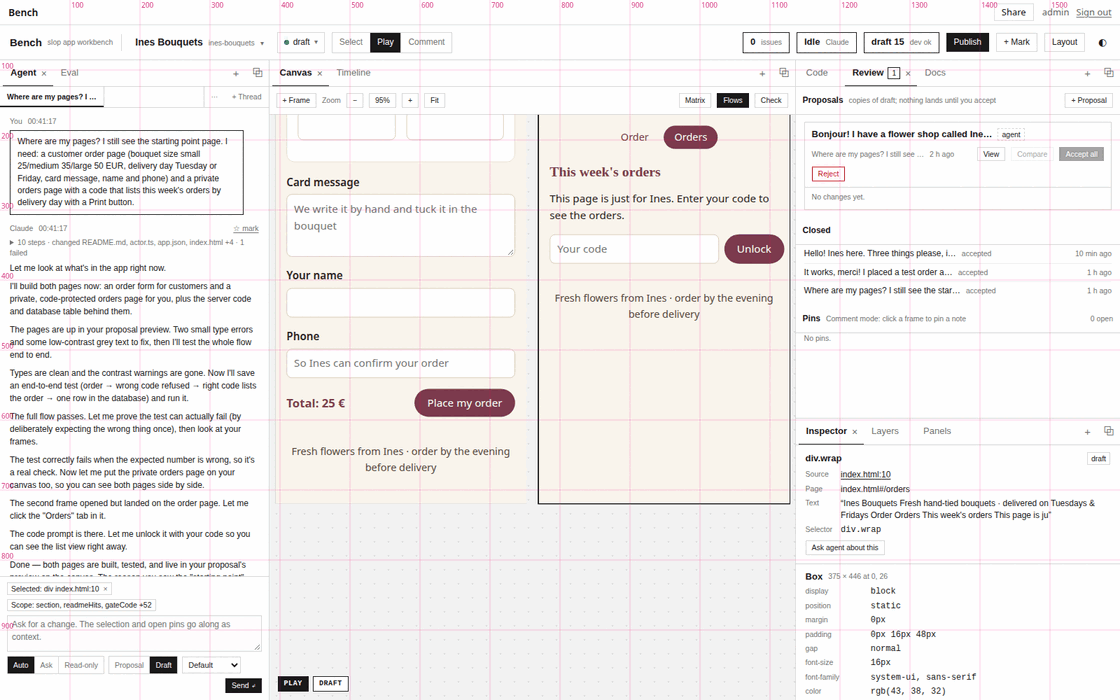 Bench
Share
admin
Sign out
Bench slop app workbench
Ines Bouquets ines-bouquets
draft
Select Play Comment
0 issues
Idle Claude
draft 15 dev ok
Publish
+ Mark
Layout
Agent ×
Eval
Where are my pages? I …
+ Thread
You 00:41:17
Where are my pages? I still see the starting point page. I
need: a customer order page (bouquet size small
25/medium 35/large 50 EUR, delivery day Tuesday or
Friday, card message, name and phone) and a private
orders page with a code that lists this week's orders by
delivery day with a Print button.
Claude 00:41:17
☆ mark
▶ 10 steps · changed README.md, actor.ts, app.json, index.html +4 · 1
failed
Let me look at what's in the app right now.
I'll build both pages now: an order form for customers and a
private, code-protected orders page for you, plus the server code
and database table behind them.
The pages are up in your proposal preview. Two small type errors
and some low-contrast grey text to fix, then I'll test the whole flow
end to end.
Types are clean and the contrast warnings are gone. Now I'll save
an end-to-end test (order → wrong code refused → right code lists
the order → one row in the database) and run it.
The full flow passes. Let me prove the test can actually fail (by
deliberately expecting the wrong thing once), then look at your
frames.
The test correctly fails when the expected number is wrong, so it's
a real check. Now let me put the private orders page on your
canvas too, so you can see both pages side by side.
The second frame opened but landed on the order page. Let me
click the "Orders" tab in it.
The code prompt is there. Let me unlock it with your code so you
can see the list view right away.
Done — both pages are built, tested, and live in your proposal's
Selected: div index.html:10 ×
Scope: section, readmeHits, gateCode +52
Ask for a change. The selection and open pins go along as
context.
Auto Ask Read-only
Proposal Draft
Default
Send
Canvas ×
Timeline
+ Frame
Zoom
−
95%
+
Fit
Matrix
Flows
Check
Card message
We write it by hand and tuck it in the
bouquet
Your name
Phone
So Ines can confirm your order
Total: 25 €
Place my order
Fresh flowers from Ines · order by the evening
before delivery
Order
Orders
This week's orders
This page is just for Ines. Enter your code to
see the orders.
Your code
Unlock
Fresh flowers from Ines · order by the evening
before delivery
PLAY
DRAFT
Code
Review 1 ×
Docs
Proposals copies of draft; nothing lands until you accept
+ Proposal
Bonjour! I have a flower shop called Ine… agent
Where are my pages? I still see … 2 h ago
View
Compare
Accept all
Reject
No changes yet.
Closed
Hello! Ines here. Three things please, i… accepted 10 min ago
It works, merci! I placed a test order a… accepted 1 h ago
Where are my pages? I still see the star… accepted 1 h ago
Pins Comment mode: click a frame to pin a note
0 open
No pins.
Inspector ×
Layers
Panels
div.wrap
draft
Source index.html:10
Page index.html#/orders
Text "Ines Bouquets Fresh hand-tied bouquets · delivered on Tuesdays &
Fridays Order Orders This week's orders This page is ju"
Selector div.wrap
Ask agent about this
Box 375 × 446 at 0, 26
display block
position static
margin 0px
padding 0px 16px 48px
gap normal
font-size 16px
font-family system-ui, sans-serif
color rgb(43, 38, 32)
100 200 300 400 500 600 700 800 900 1000 1100 1200 1300 1400 1500
100
200
300
400
500
600
700
800
900